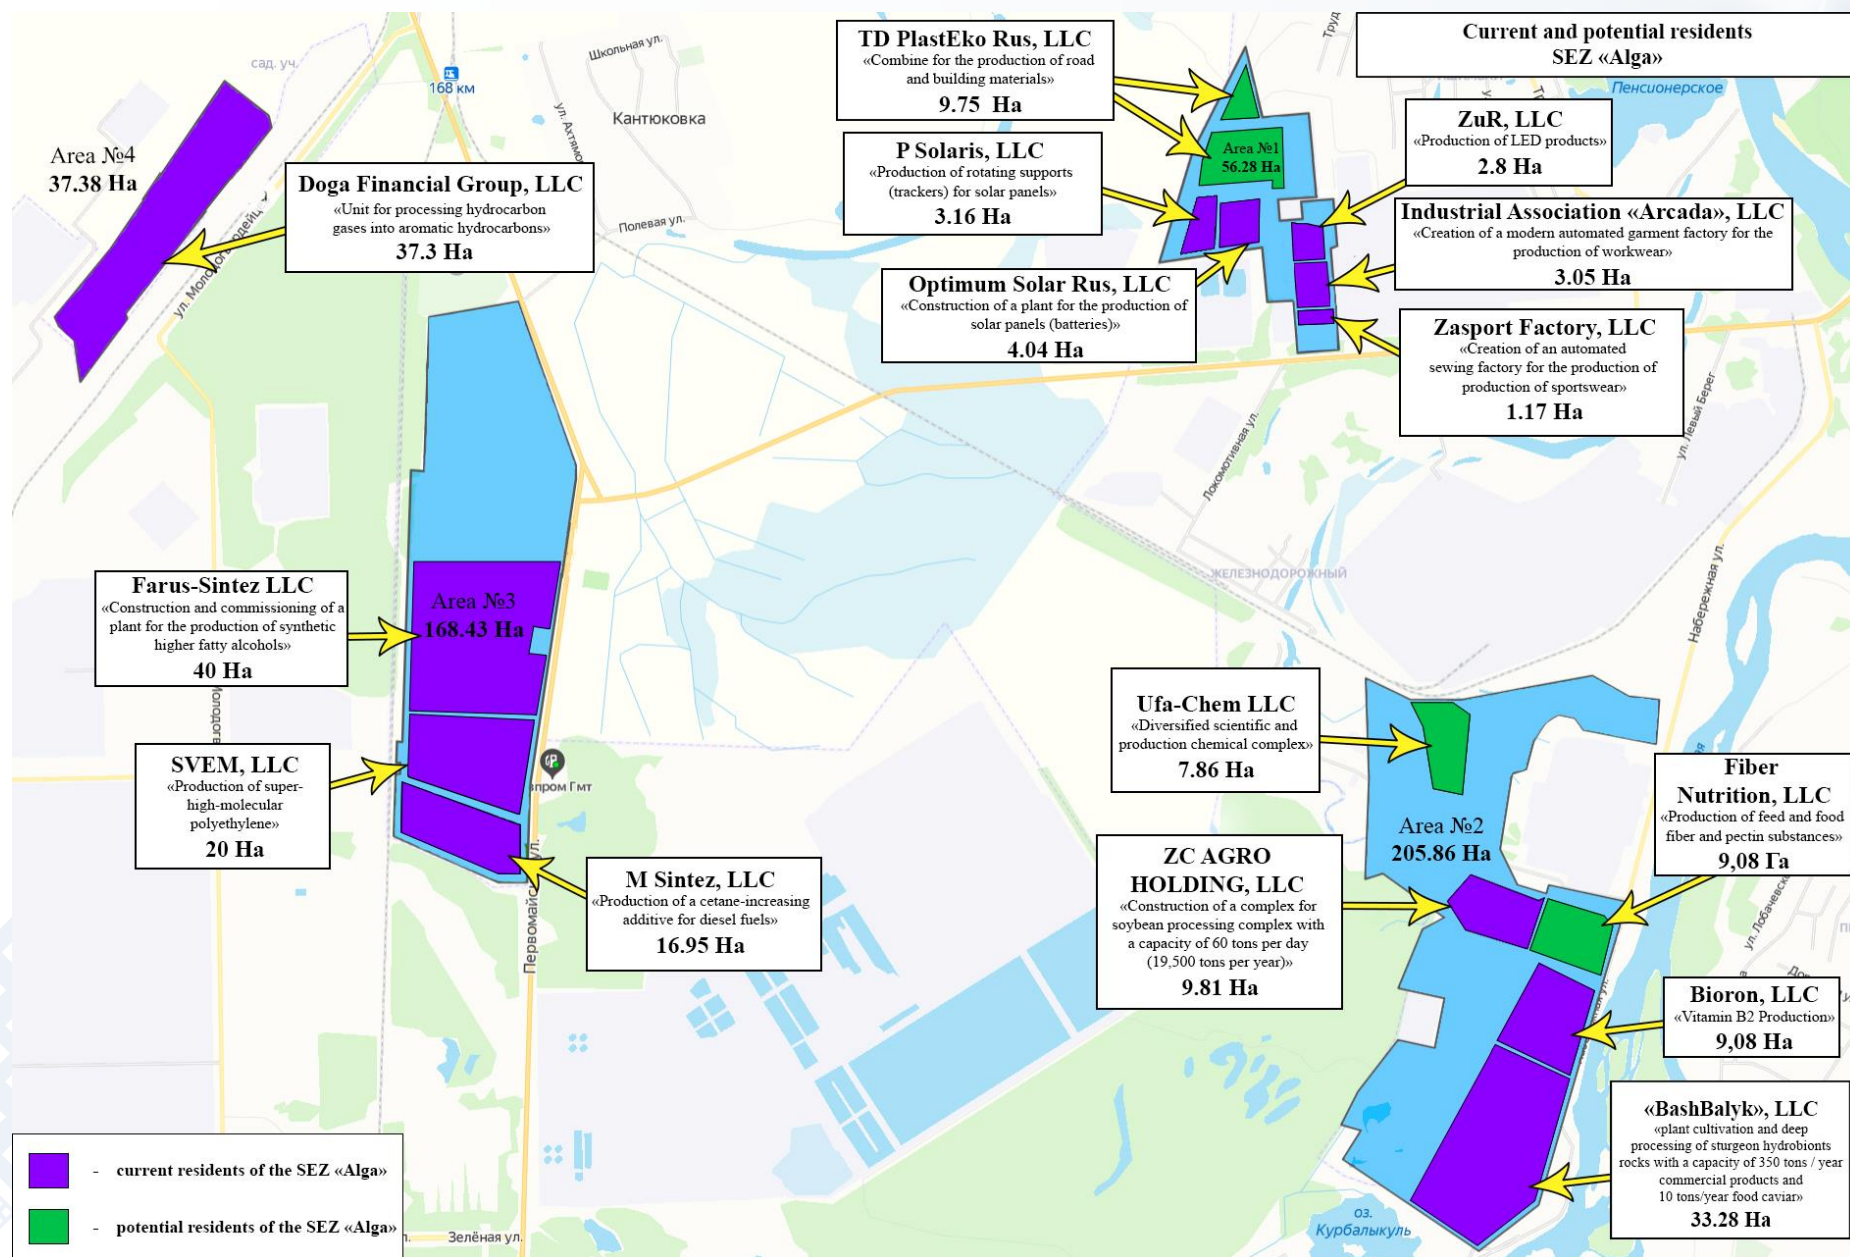 Current and potential residents
SEZ «Alga»
TD PlastEko Rus, LLC
«Combine for the production of road
and building materials»
9.75 Ha
P Solaris, LLC
«Production of rotating supports
(trackers) for solar panels»
3.16 Ha
Optimum Solar Rus, LLC
«Construction of a plant for the production of
solar panels (batteries)»
4.04 Ha
Area №1
56.28 Ha
ZuR, LLC
«Production of LED products»
2.8 Ha
Industrial Association «Arcada», LLC
«Creation of a modern automated garment factory for the
production of workwear»
3.05 Ha
Zasport Factory, LLC
«Creation of an automated
sewing factory for the production of
production of sportswear»
1.17 Ha
Area №4
37.38 Ha
Doga Financial Group, LLC
«Unit for processing hydrocarbon
gases into aromatic hydrocarbons»
37.3 Ha
Farus-Sintez LLC
«Construction and commissioning of a
plant for the production of synthetic
higher fatty alcohols»
40 Ha
Area №3
168.43 Ha
SVEM, LLC
«Production of super-
high-molecular
polyethylene»
20 Ha
M Sintez, LLC
«Production of a cetane-increasing
additive for diesel fuels»
16.95 Ha
Ufa-Chem LLC
«Diversified scientific and
production chemical complex»
7.86 Ha
Area №2
205.86 Ha
Fiber
Nutrition, LLC
«Production of feed and food
fiber and pectin substances»
9,08 Га
ZC AGRO
HOLDING, LLC
«Construction of a complex for
soybean processing complex with
a capacity of 60 tons per day
(19,500 tons per year)»
9.81 Ha
Bioron, LLC
«Vitamin B2 Production»
9,08 Ha
«BashBalyk», LLC
«plant cultivation and deep
processing of sturgeon hydrobionts
rocks with a capacity of 350 tons / year
commercial products and
10 tons/year food caviar»
33.28 Ha
- current residents of the SEZ «Alga»
- potential residents of the SEZ «Alga»
сад. уч.
168 км
Школьная ул.
Кантюковка
Полевая ул.
Труд
Пенсионерское
Локомотивная ул.
ул. Левый Берег
ЖЕЛЕЗНОДОРОЖНЫЙ
Набережная ул.
ул. Лобачевск
зпром Гмт
Первомайск
ул.
Зелёная ул.
оз.
Курбалыкуль